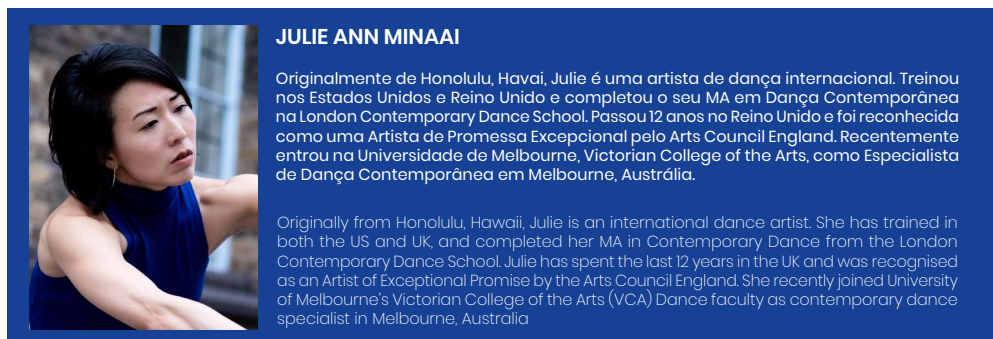 JULIE ANN MINAAI
Originalmente de Honolulu, Havai, Julie é uma artista de dança internacional. Treinou
nos Estados Unidos e Reino Unido e completou o seu MA em Dança Contemporânea
na London Contemporary Dance School. Passou 12 anos no Reino Unido e foi reconhecida
como uma Artista de Promessa Excepcional pelo Arts Council England. Recentemente
entrou na Universidade de Melbourne, Victorian College of the Arts, como Especialista
de Dança Contemporânea em Melbourne, Austrália.
Originally from Honolulu, Hawaii, Julie is an international dance artist. She has trained in
both the US and UK, and completed her MA in Contemporary Dance from the London
Contemporary Dance School. Julie has spent the last 12 years in the UK and was recognised
as an Artist of Exceptional Promise by the Arts Council England. She recently joined University
of Melbourne's Victorian College of the Arts (VCA) Dance faculty as contemporary dance
specialist in Melbourne, Australia